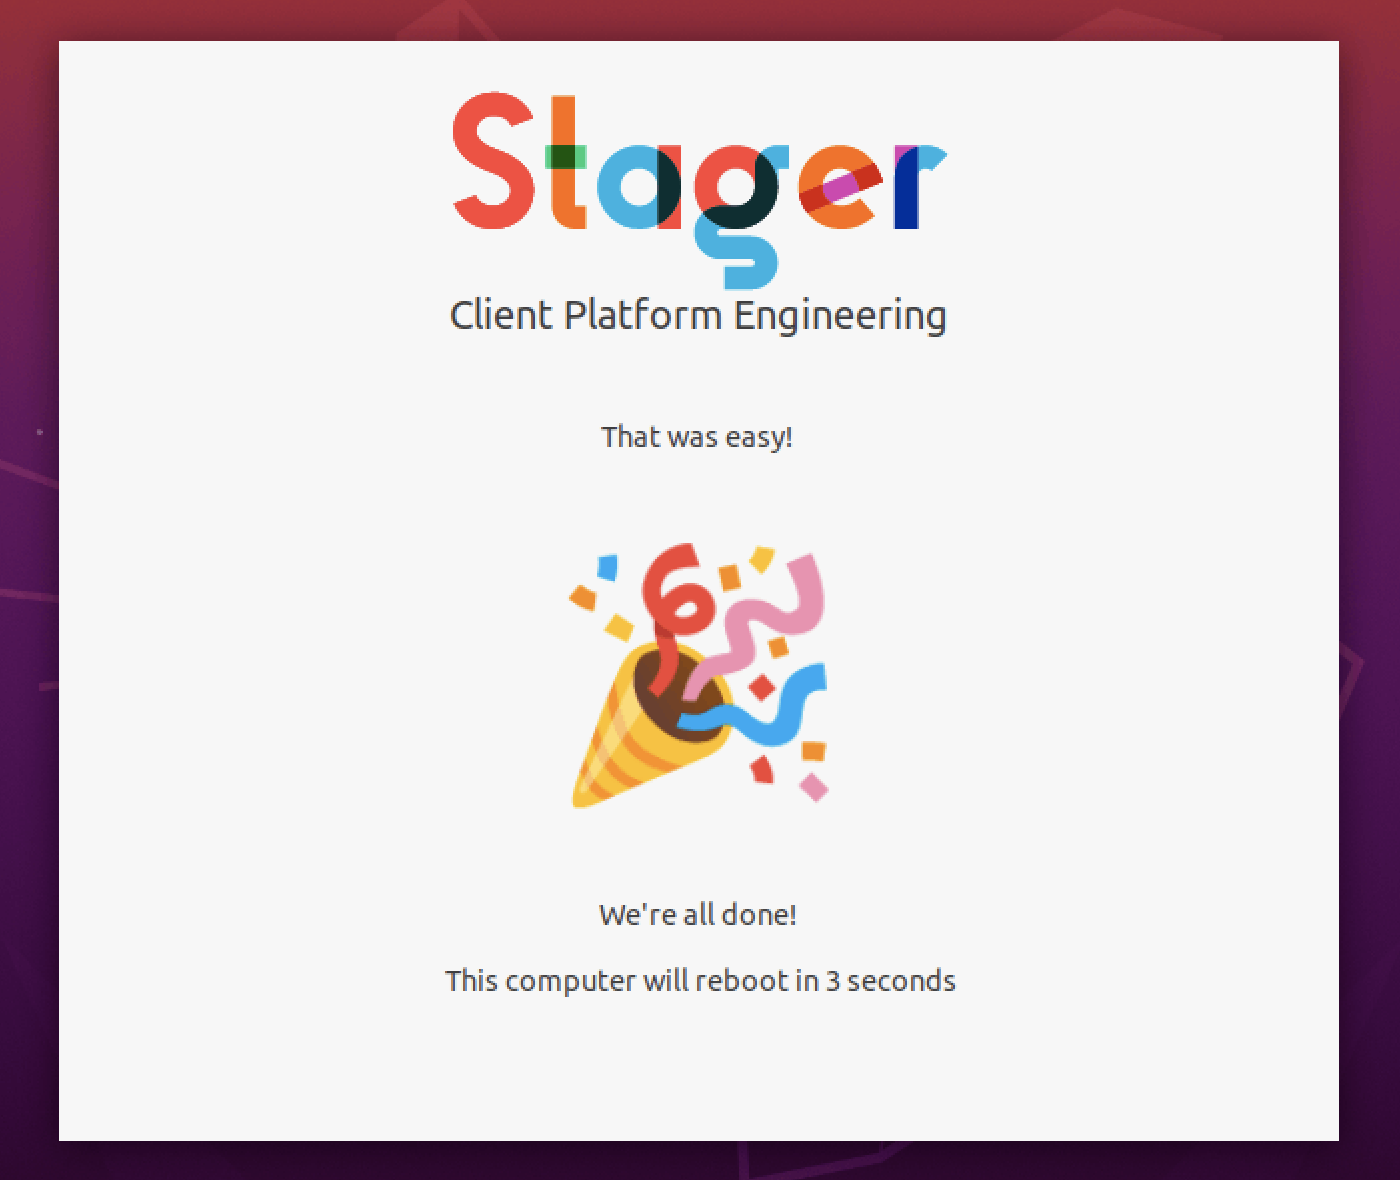 Stager
Client Platform Engineering
That was easy!
We're all done!
This computer will reboot in 3 seconds